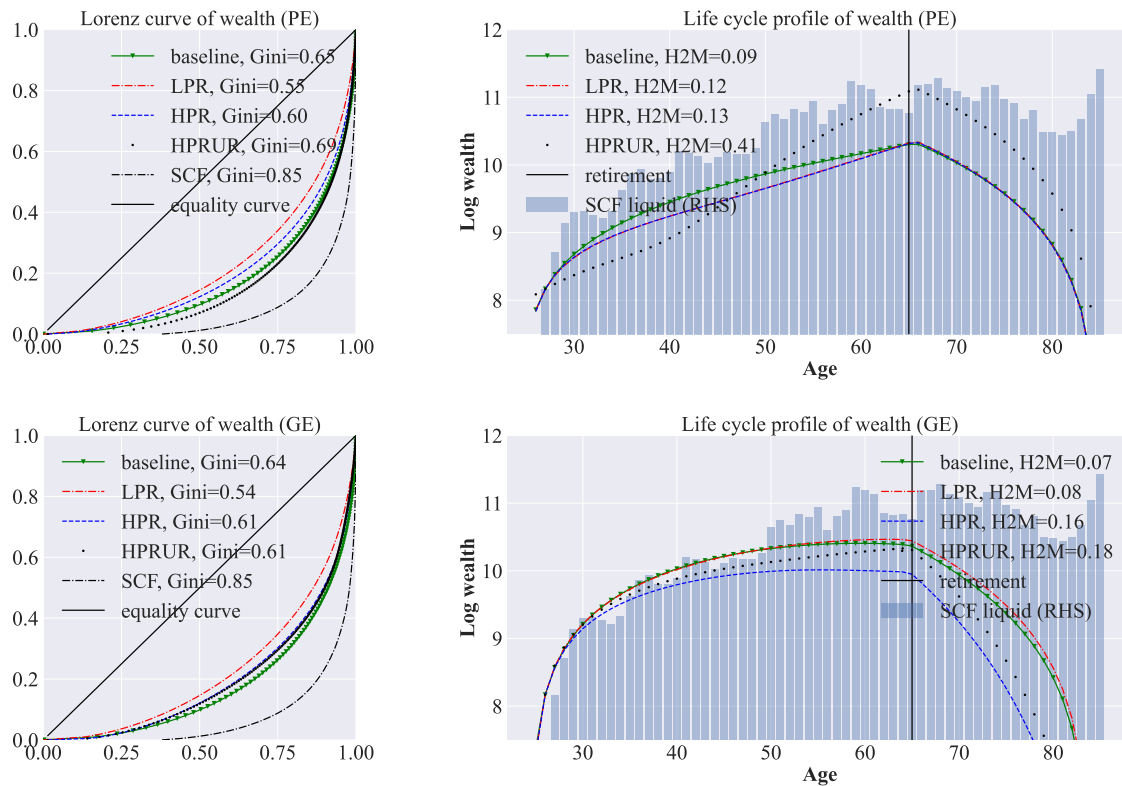 Lorenz curve of wealth (PE)
1.0
0.8
0.6
0.4
0.2
0.0
0.00
0.25
0.50
0.75
1.00
baseline, Gini=0.65
LPR, Gini=0.55
HPR, Gini=0.60
HPRUR, Gini=0.69
SCF, Gini=0.85
equality curve
Life cycle profile of wealth (PE)
Log wealth
12
11
10
9
8
30
40
50
60
70
80
Age
baseline, H2M=0.09
LPR, H2M=0.12
HPR, H2M=0.13
HPRUR, H2M=0.41
retirement
SCF liquid (RHS)
Lorenz curve of wealth (GE)
1.0
0.8
0.6
0.4
0.2
0.0
0.00
0.25
0.50
0.75
1.00
baseline, Gini=0.64
LPR, Gini=0.54
HPR, Gini=0.61
HPRUR, Gini=0.61
SCF, Gini=0.85
equality curve
Life cycle profile of wealth (GE)
Log wealth
12
11
10
9
8
30
40
50
60
70
80
Age
baseline, H2M=0.07
LPR, H2M=0.08
HPR, H2M=0.16
HPRUR, H2M=0.18
retirement
SCF liquid (RHS)